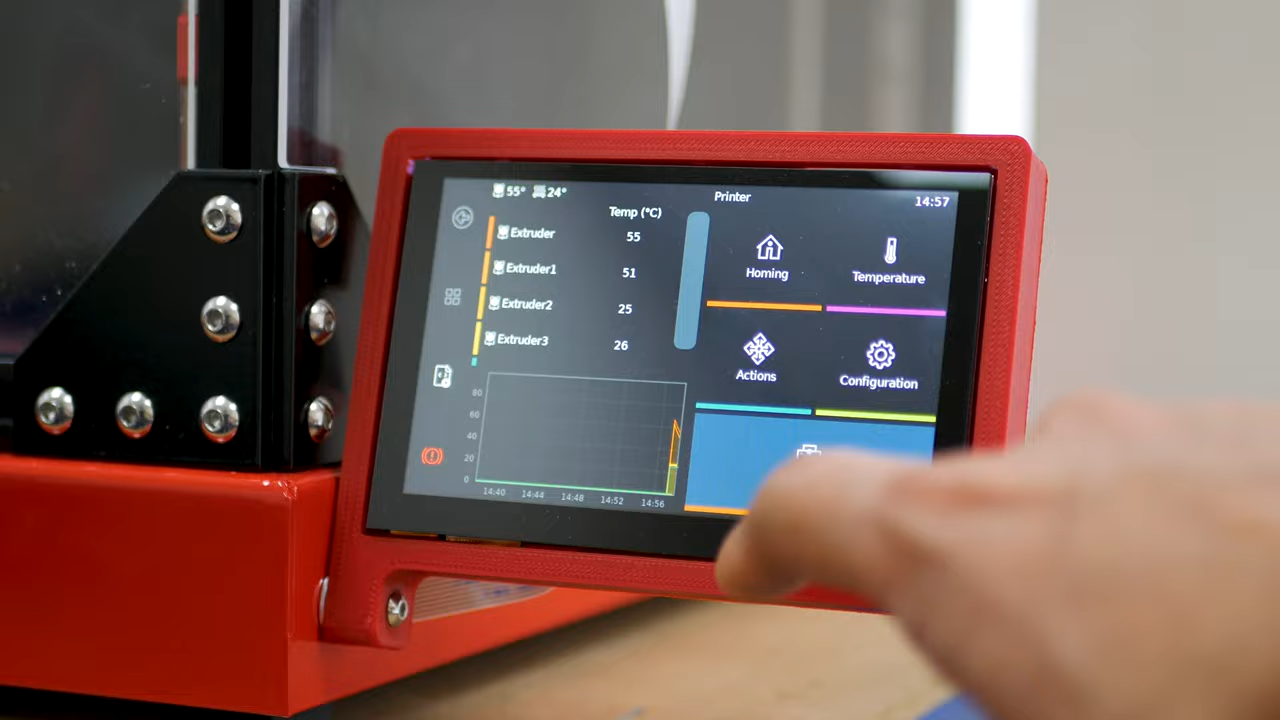 55° 24° Printer 14:57
Temp (°C)
Extruder 55
Extruder1 51
Extruder2 25
Extruder3 26
Homing Temperature
Actions Configuration
80
60
40
20
0
14:40 14:44 14:48 14:52 14:56